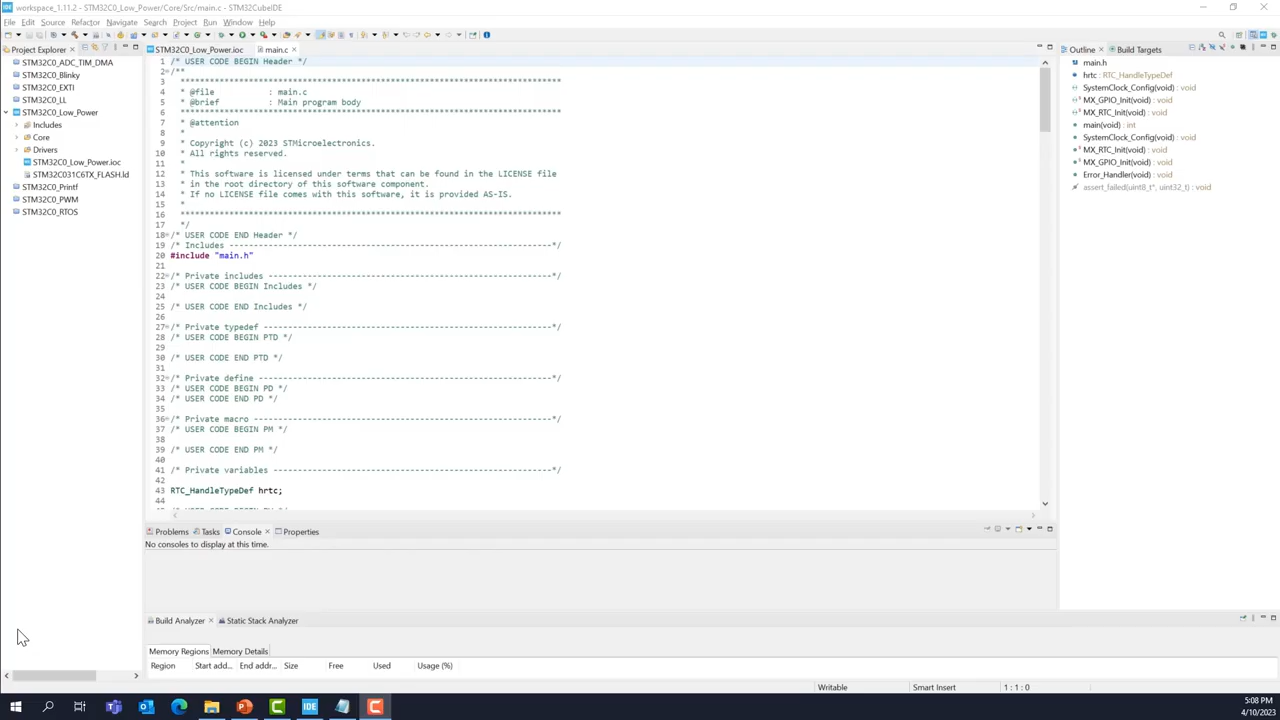 workspace_1.11.2 - STM32C0_Low_Power/Core/Src/main.c - STM32CubeIDE
File Edit Source Refactor Navigate Search Project Run Window Help
Project Explorer
STM32C0_ADC_TIM_DMA
STM32C0_Blinky
STM32C0_EXTI
STM32C0_LL
STM32C0_Low_Power
Includes
Core
Drivers
STM32C0_Low_Power.ioc
STM32C031C6TX_FLASH.ld
STM32C0_Printf
STM32C0_PWM
STM32C0_RTOS
STM32C0_Low_Power.ioc main.c
1 /* USER CODE BEGIN Header */
2 /**
3 ******************************************************************************
4 * @file : main.c
5 * @brief : Main program body
6 ******************************************************************************
7 * @attention
8 *
9 * Copyright (c) 2023 STMicroelectronics.
10 * All rights reserved.
11 *
12 * This software is licensed under terms that can be found in the LICENSE file
13 * in the root directory of this software component.
14 * If no LICENSE file comes with this software, it is provided AS-IS.
15 *
16 ******************************************************************************
17 */
18 /* USER CODE END Header */
19 /* Includes ------------------------------------------------------------------*/
20 #include "main.h"
21
22 /* Private includes ----------------------------------------------------------*/
23 /* USER CODE BEGIN Includes */
24
25 /* USER CODE END Includes */
26
27 /* Private typedef -----------------------------------------------------------*/
28 /* USER CODE BEGIN PTD */
29
30 /* USER CODE END PTD */
31
32 /* Private define ------------------------------------------------------------*/
33 /* USER CODE BEGIN PD */
34 /* USER CODE END PD */
35
36 /* Private macro -------------------------------------------------------------*/
37 /* USER CODE BEGIN PM */
38
39 /* USER CODE END PM */
40
41 /* Private variables ---------------------------------------------------------*/
42
43 RTC_HandleTypeDef hrtc;
44
Problems Tasks Console Properties
No consoles to display at this time.
Build Analyzer Static Stack Analyzer
Memory Regions Memory Details
Region Start add... End addr... Size Free Used Usage (%)
Outline Build Targets
main.h
hrtc : RTC_HandleTypeDef
SystemClock_Config(void) : void
MX_GPIO_Init(void) : void
MX_RTC_Init(void) : void
main(void) : int
SystemClock_Config(void) : void
MX_RTC_Init(void) : void
MX_GPIO_Init(void) : void
Error_Handler(void) : void
assert_failed(uint8_t*, uint32_t) : void
Writable Smart Insert 1 : 1 : 0
5:08 PM
4/10/2023